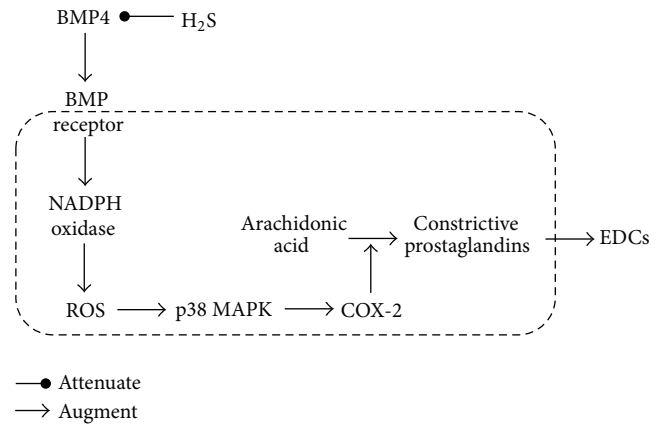 BMP4
H₂S
BMP
receptor
NADPH
oxidase
Arachidonic
acid
Constrictive
prostaglandins
EDCs
ROS
p38 MAPK
COX-2
Attenuate
Augment